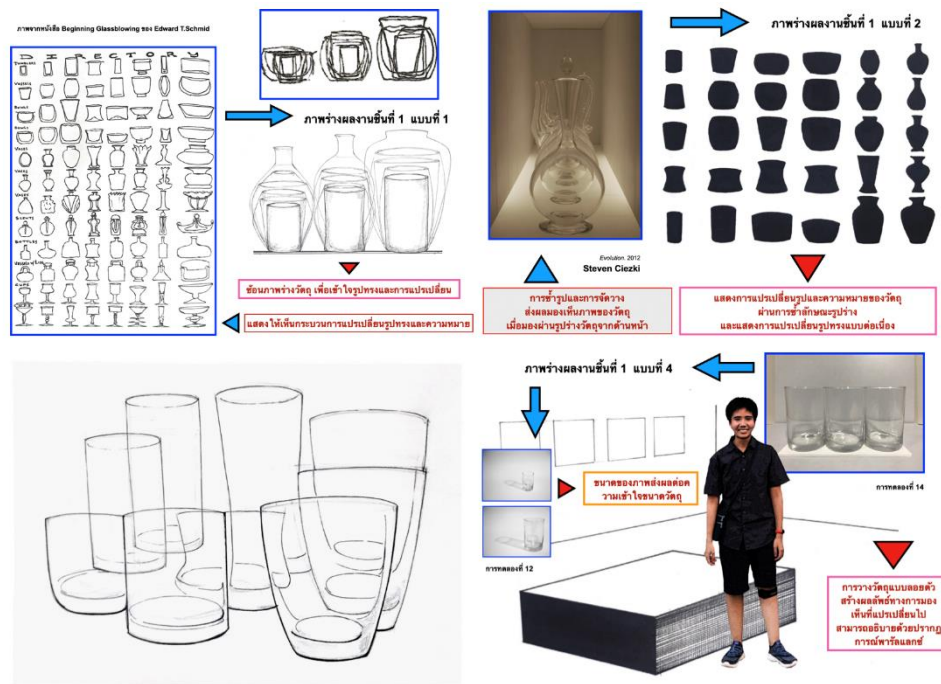 ภาพจากหนังสือ Beginning Glassblowing ของ Edward T.Schmid
DIRECTORY
BOTTLES
ภาพร่างผลงานชิ้นที่ 1 แบบที่ 1
ซ้อนภาพร่างวัตถุ เพื่อเข้าใจรูปทรงและการแปรเปลี่ยน
แสดงให้เห็นกระบวนการแปรเปลี่ยนรูปทรงและความหมาย
ภาพร่างผลงานชิ้นที่ 1 แบบที่ 2
Evolution. 2012
Steven Ciezki
การซ้ำรูปและการจัดวาง
ส่งผลมองเห็นภาพของวัตถุ
เมื่อมองผ่านรูปร่างวัตถุจากด้านหน้า
แสดงการแปรเปลี่ยนรูปและความหมายของวัตถุ
ผ่านการซ้ำลักษณะรูปร่าง
และแสดงการแปรเปลี่ยนรูปทรงแบบต่อเนื่อง
ภาพร่างผลงานชิ้นที่ 1 แบบที่ 4
ขนาดของภาพส่งผลต่อค
วามเข้าใจขนาดวัตถุ
การทดลองที่ 12
การทดลองที่ 14
การวางวัตถุแบบลอยตัว
สร้างผลลัพธ์ทางการมอง
เห็นที่แปรเปลี่ยนไป
สามารถอธิบายด้วยปรากฏ
การณ์พารัลแลกซ์